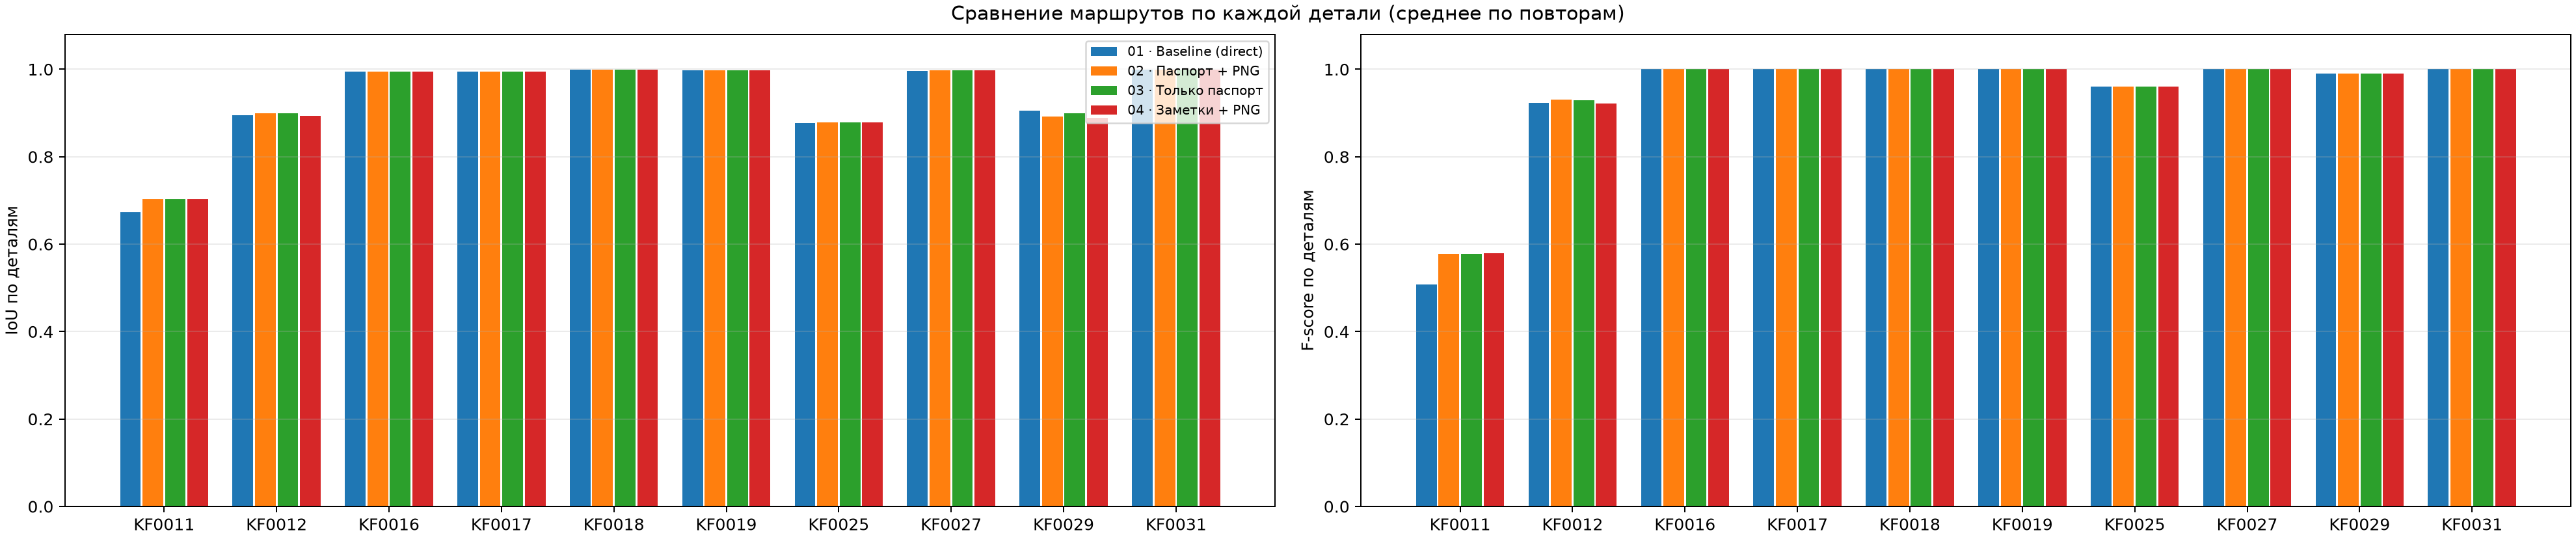 Сравнение маршрутов по каждой детали (среднее по повторам)
IoU по деталям
1.0
0.8
0.6
0.4
0.2
0.0
01 · Baseline (direct)
02 · Паспорт + PNG
03 · Только паспорт
04 · Заметки + PNG
KF0011 KF0012 KF0016 KF0017 KF0018 KF0019 KF0025 KF0027 KF0029 KF0031
F-score по деталям
1.0
0.8
0.6
0.4
0.2
0.0
KF0011 KF0012 KF0016 KF0017 KF0018 KF0019 KF0025 KF0027 KF0029 KF0031